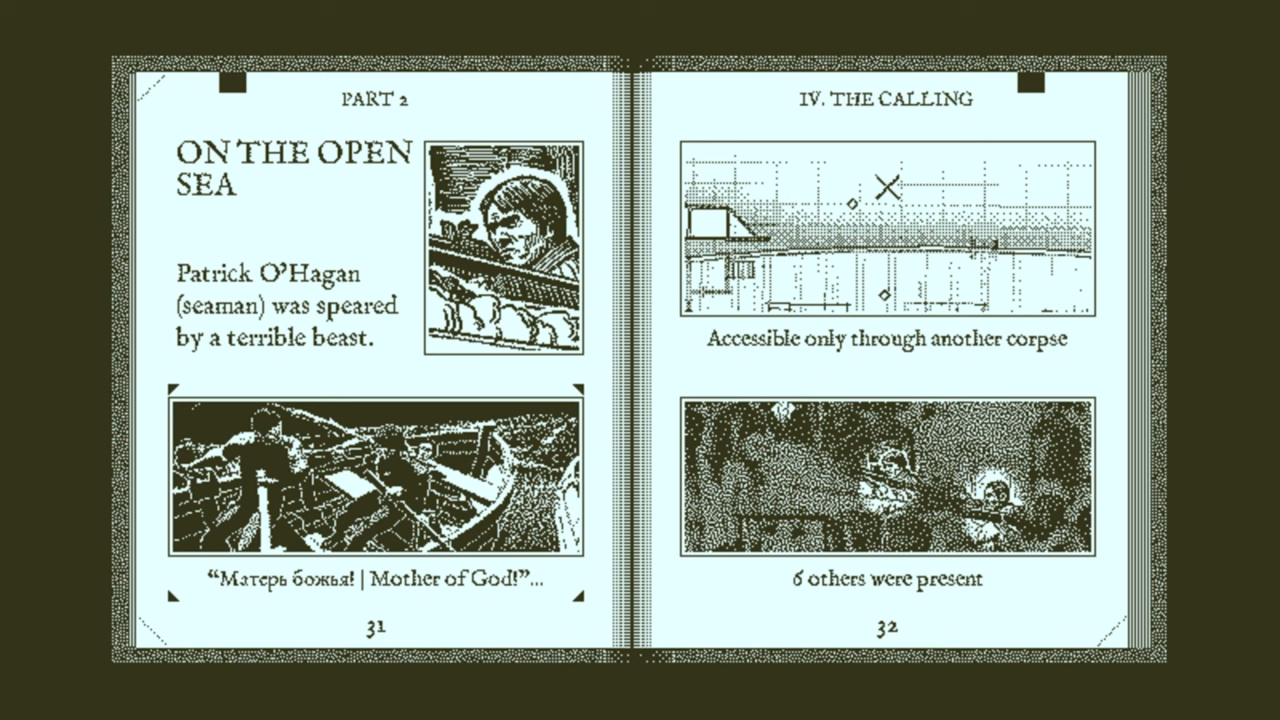 PART 2
ON THE OPEN
SEA
Patrick O'Hagan
(seaman) was speared
by a terrible beast.
“Матерь божья! | Mother of God!”...
31
IV. THE CALLING
Accessible only through another corpse
6 others were present
32